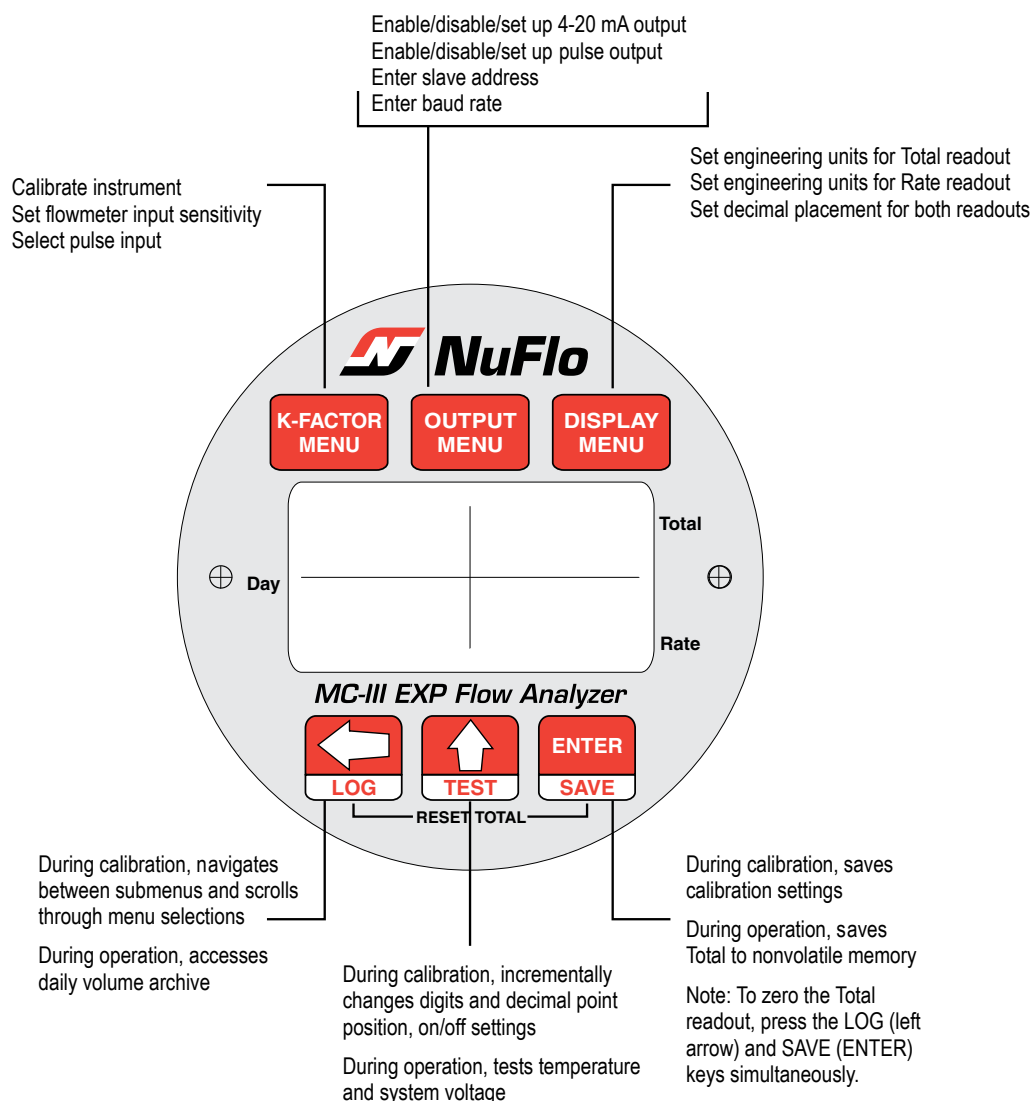 Enable/disable/set up 4-20 mA output
Enable/disable/set up pulse output
Enter slave address
Enter baud rate
Set engineering units for Total readout
Set engineering units for Rate readout
Set decimal placement for both readouts
Calibrate instrument
Set flowmeter input sensitivity
Select pulse input
NuFlo
K-FACTOR
MENU
OUTPUT
MENU
DISPLAY
MENU
Total
Day
Rate
MC-III EXP Flow Analyzer
ENTER
LOG
TEST
SAVE
RESET TOTAL
During calibration, navigates
between submenus and scrolls
through menu selections
During operation, accesses
daily volume archive
During calibration, incrementally
changes digits and decimal point
position, on/off settings
During operation, tests temperature
and system voltage
During calibration, saves
calibration settings
During operation, saves
Total to nonvolatile memory
Note: To zero the Total
readout, press the LOG (left
arrow) and SAVE (ENTER)
keys simultaneously.